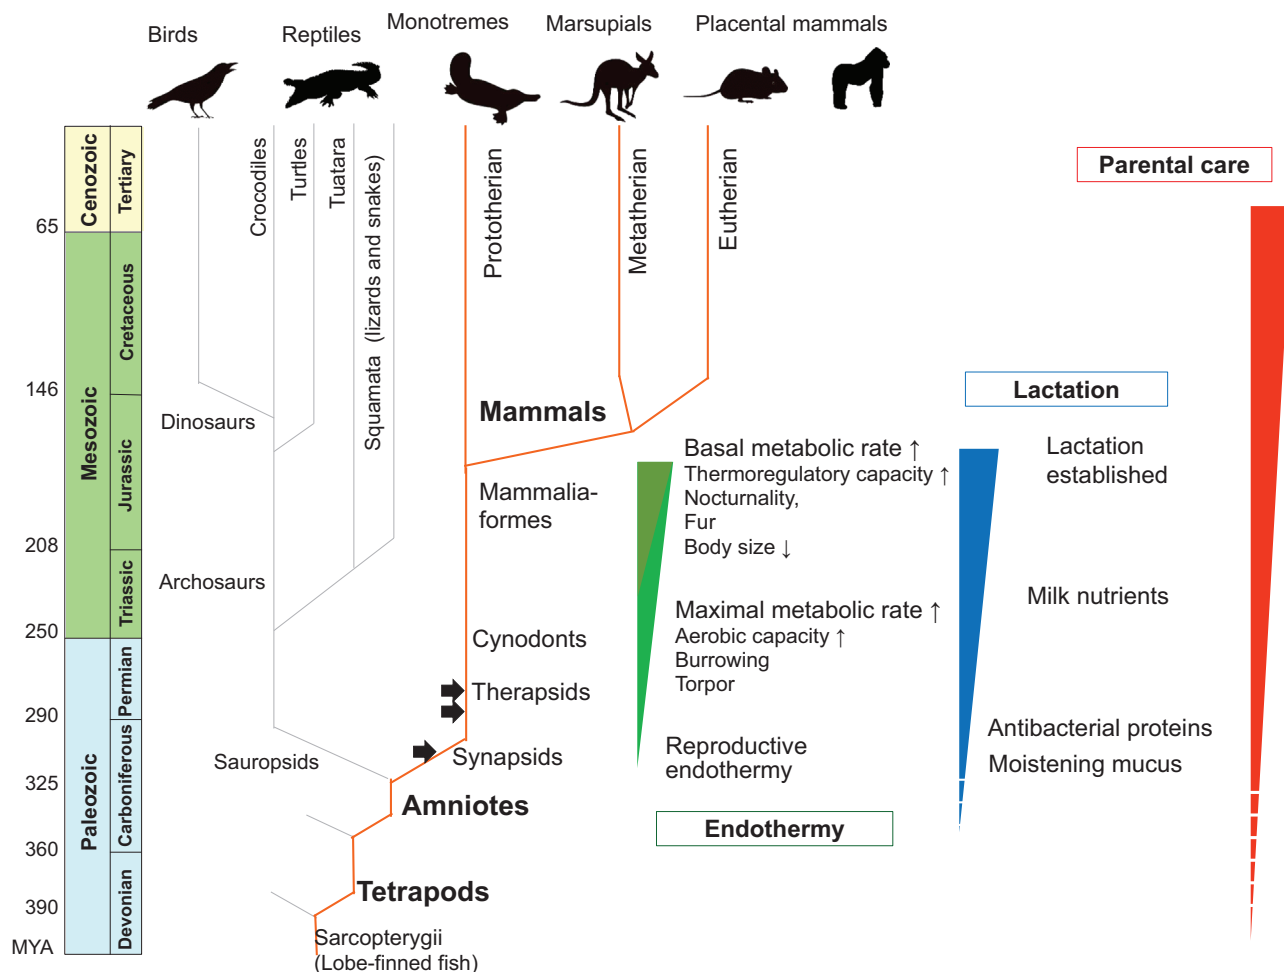 Birds
Reptiles
Monotremes
Marsupials
Placental mammals
Cenozoic
Tertiary
65
Mesozoic
Cretaceous
146
Jurassic
208
Triassic
250
Paleozoic
Permian
290
Carboniferous
325
360
Devonian
390
MYA
Crocodiles
Turtles
Tuatara
Squamata (lizards and snakes)
Prototherian
Metatherian
Eutherian
Dinosaurs
Archosaurs
Sauropsids
Mammals
Mammalia-
formes
Cynodonts
Therapsids
Synapsids
Amniotes
Tetrapods
Sarcopterygii
(Lobe-finned fish)
Basal metabolic rate ↑
Thermoregulatory capacity ↑
Nocturnality,
Fur
Body size ↓
Maximal metabolic rate ↑
Aerobic capacity ↑
Burrowing
Torpor
Reproductive
endothermy
Endothermy
Lactation
Lactation
established
Milk nutrients
Antibacterial proteins
Moistening mucus
Parental care